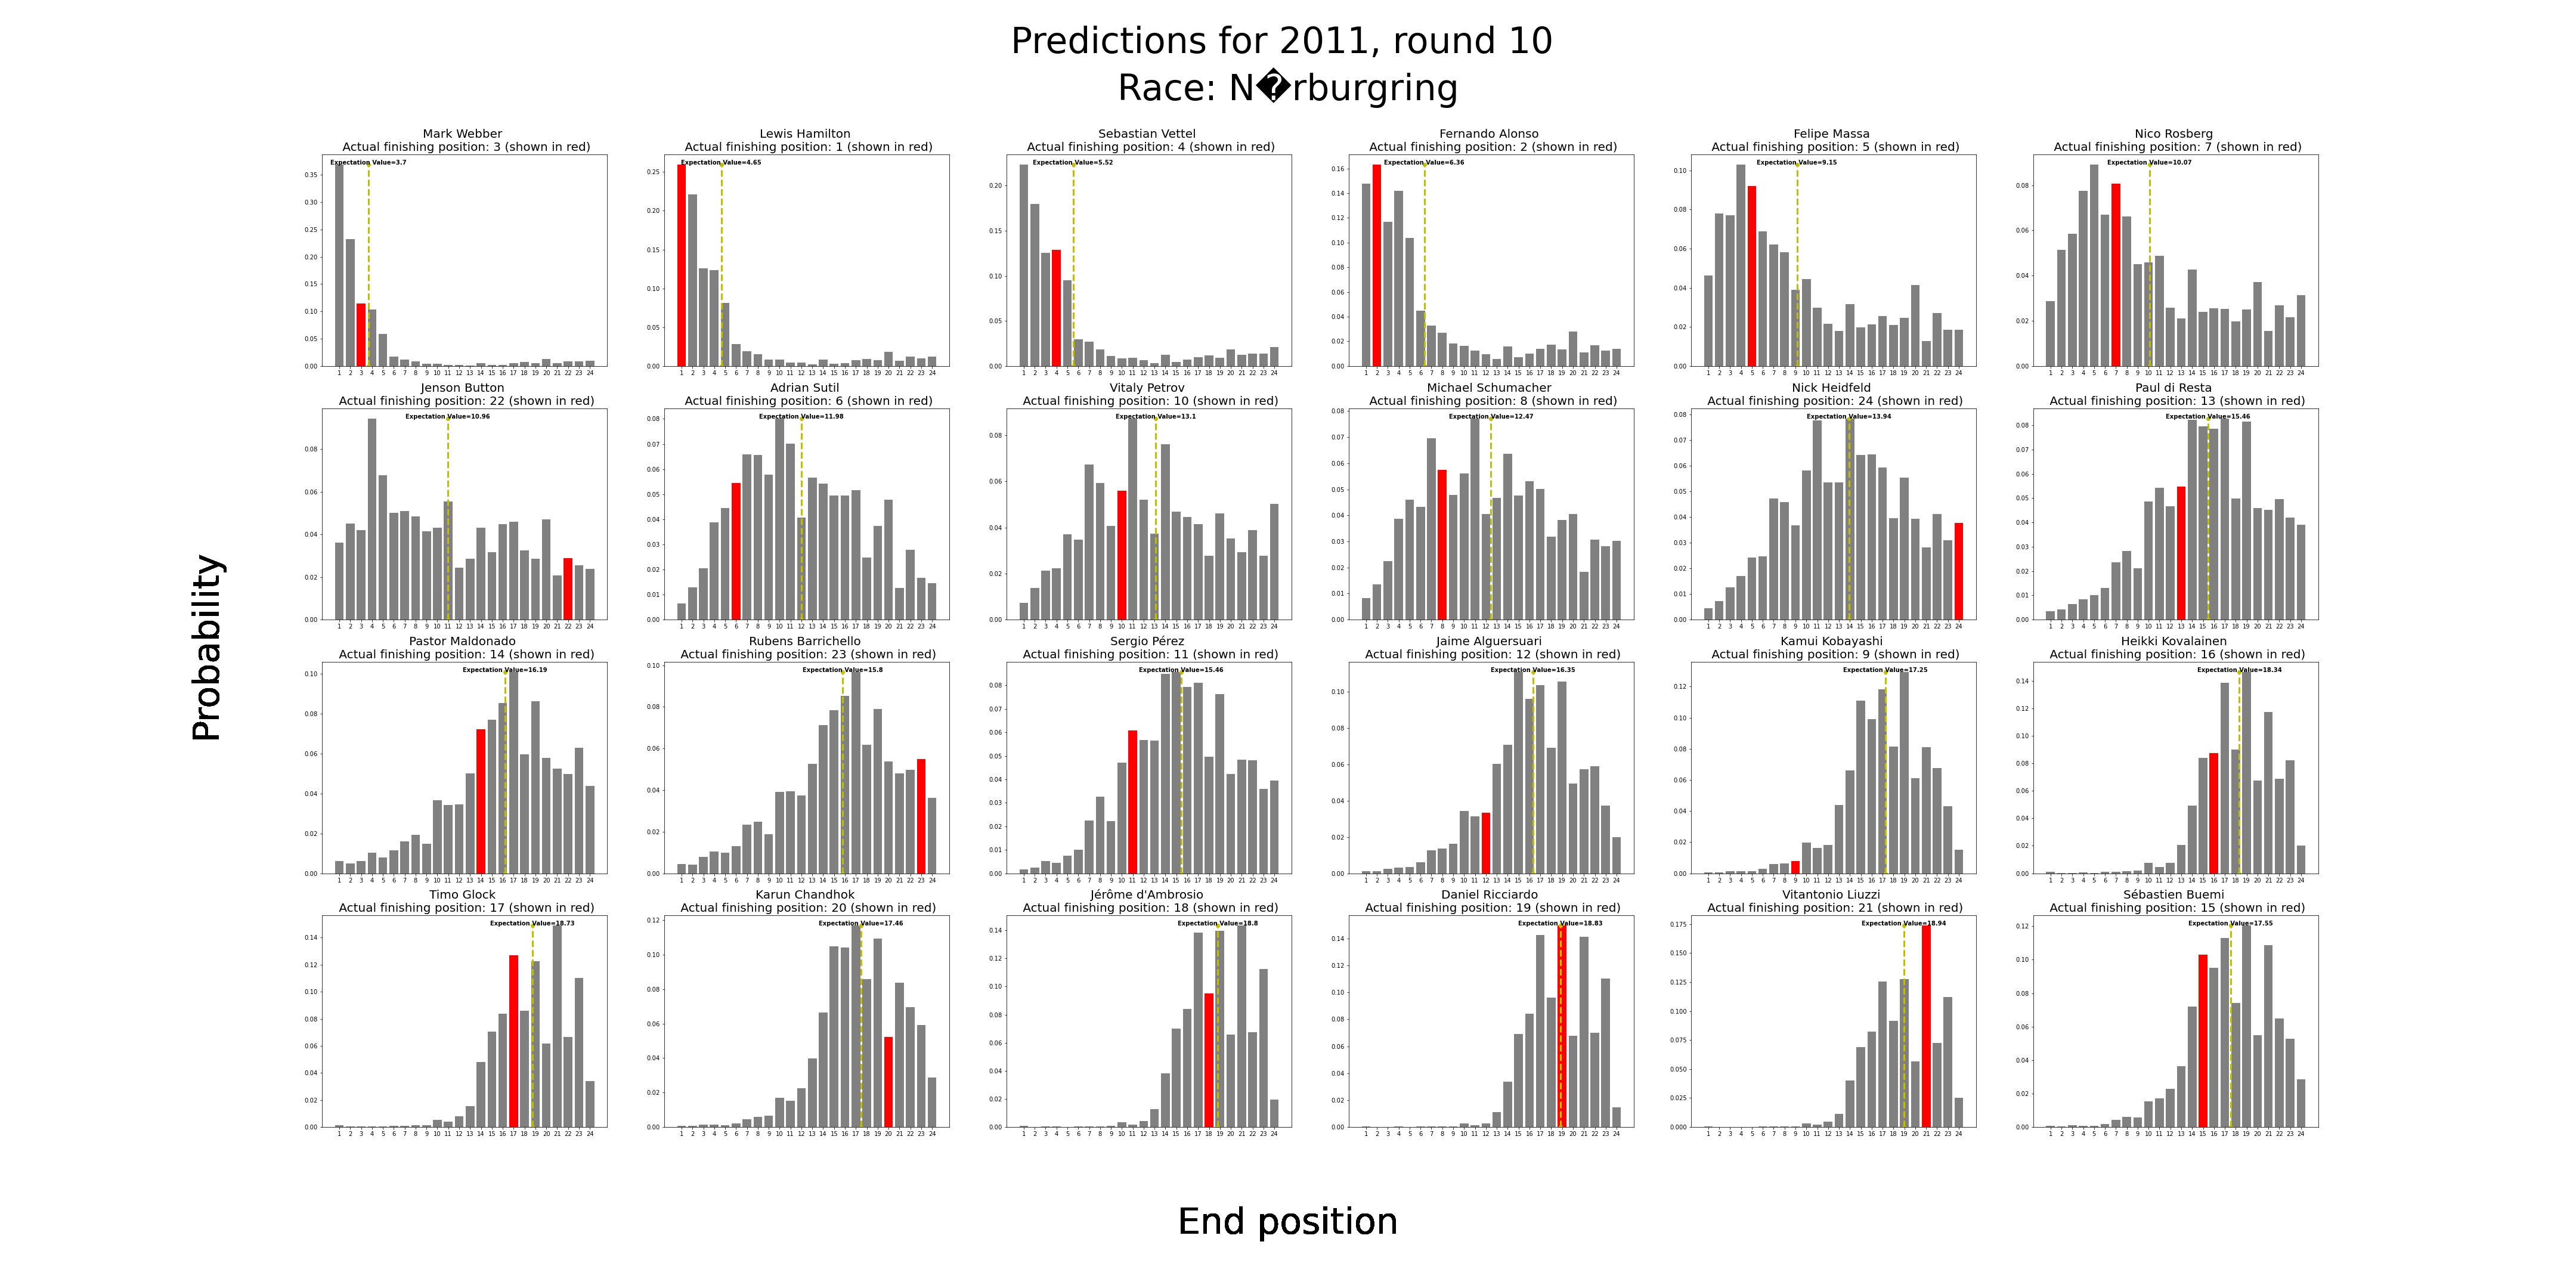 Predictions for 2011, round 10
Race: N�rburgring
Mark Webber
Actual finishing position: 3 (shown in red)
Expectation Value=3.7
Lewis Hamilton
Actual finishing position: 1 (shown in red)
Expectation Value=4.65
Sebastian Vettel
Actual finishing position: 4 (shown in red)
Expectation Value=5.52
Fernando Alonso
Actual finishing position: 2 (shown in red)
Expectation Value=6.36
Felipe Massa
Actual finishing position: 5 (shown in red)
Expectation Value=9.15
Nico Rosberg
Actual finishing position: 7 (shown in red)
Expectation Value=10.07
Jenson Button
Actual finishing position: 22 (shown in red)
Expectation Value=10.96
Adrian Sutil
Actual finishing position: 6 (shown in red)
Expectation Value=11.98
Vitaly Petrov
Actual finishing position: 10 (shown in red)
Expectation Value=13.1
Michael Schumacher
Actual finishing position: 8 (shown in red)
Expectation Value=12.47
Nick Heidfeld
Actual finishing position: 24 (shown in red)
Expectation Value=13.94
Paul di Resta
Actual finishing position: 13 (shown in red)
Expectation Value=15.46
Pastor Maldonado
Actual finishing position: 14 (shown in red)
Expectation Value=16.19
Rubens Barrichello
Actual finishing position: 23 (shown in red)
Expectation Value=15.8
Sergio Pérez
Actual finishing position: 11 (shown in red)
Expectation Value=15.46
Jaime Alguersuari
Actual finishing position: 12 (shown in red)
Expectation Value=16.35
Kamui Kobayashi
Actual finishing position: 9 (shown in red)
Expectation Value=17.25
Heikki Kovalainen
Actual finishing position: 16 (shown in red)
Expectation Value=18.34
Timo Glock
Actual finishing position: 17 (shown in red)
Expectation Value=18.73
Karun Chandhok
Actual finishing position: 20 (shown in red)
Expectation Value=17.46
Jérôme d'Ambrosio
Actual finishing position: 18 (shown in red)
Expectation Value=18.8
Daniel Ricciardo
Actual finishing position: 19 (shown in red)
Expectation Value=18.83
Vitantonio Liuzzi
Actual finishing position: 21 (shown in red)
Expectation Value=18.94
Sébastien Buemi
Actual finishing position: 15 (shown in red)
Expectation Value=17.55
Probability
End position